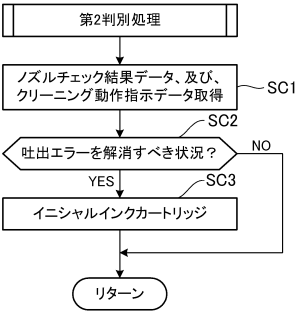 第2判別処理
ノズルチェック結果データ、及び、
クリーニング動作指示データ取得
SC1
SC2
吐出エラーを解消すべき状況?
NO
YES
SC3
イニシャルインクカートリッジ
リターン